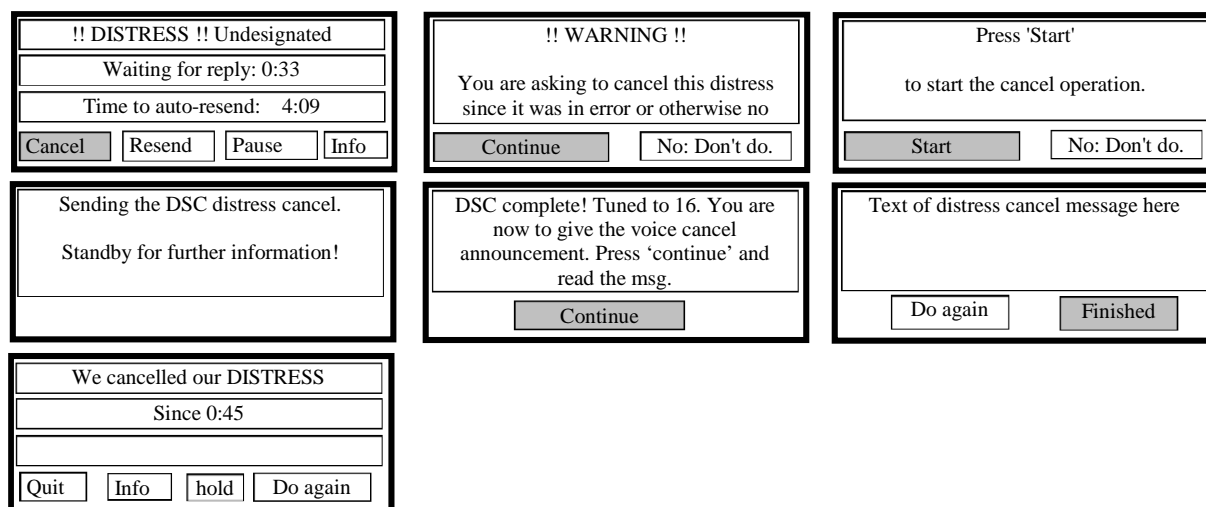 !! DISTRESS !! Undesignated
Waiting for reply: 0:33
Time to auto-resend: 4:09
Cancel Resend Pause Info
!! WARNING !!
You are asking to cancel this distress
since it was in error or otherwise no
Continue No: Don't do.
Press 'Start'
to start the cancel operation.
Start No: Don't do.
Sending the DSC distress cancel.
Standby for further information!
DSC complete! Tuned to 16. You are
now to give the voice cancel
announcement. Press ‘continue’ and
read the msg.
Continue
Text of distress cancel message here
Do again Finished
We cancelled our DISTRESS
Since 0:45
Quit Info hold Do again